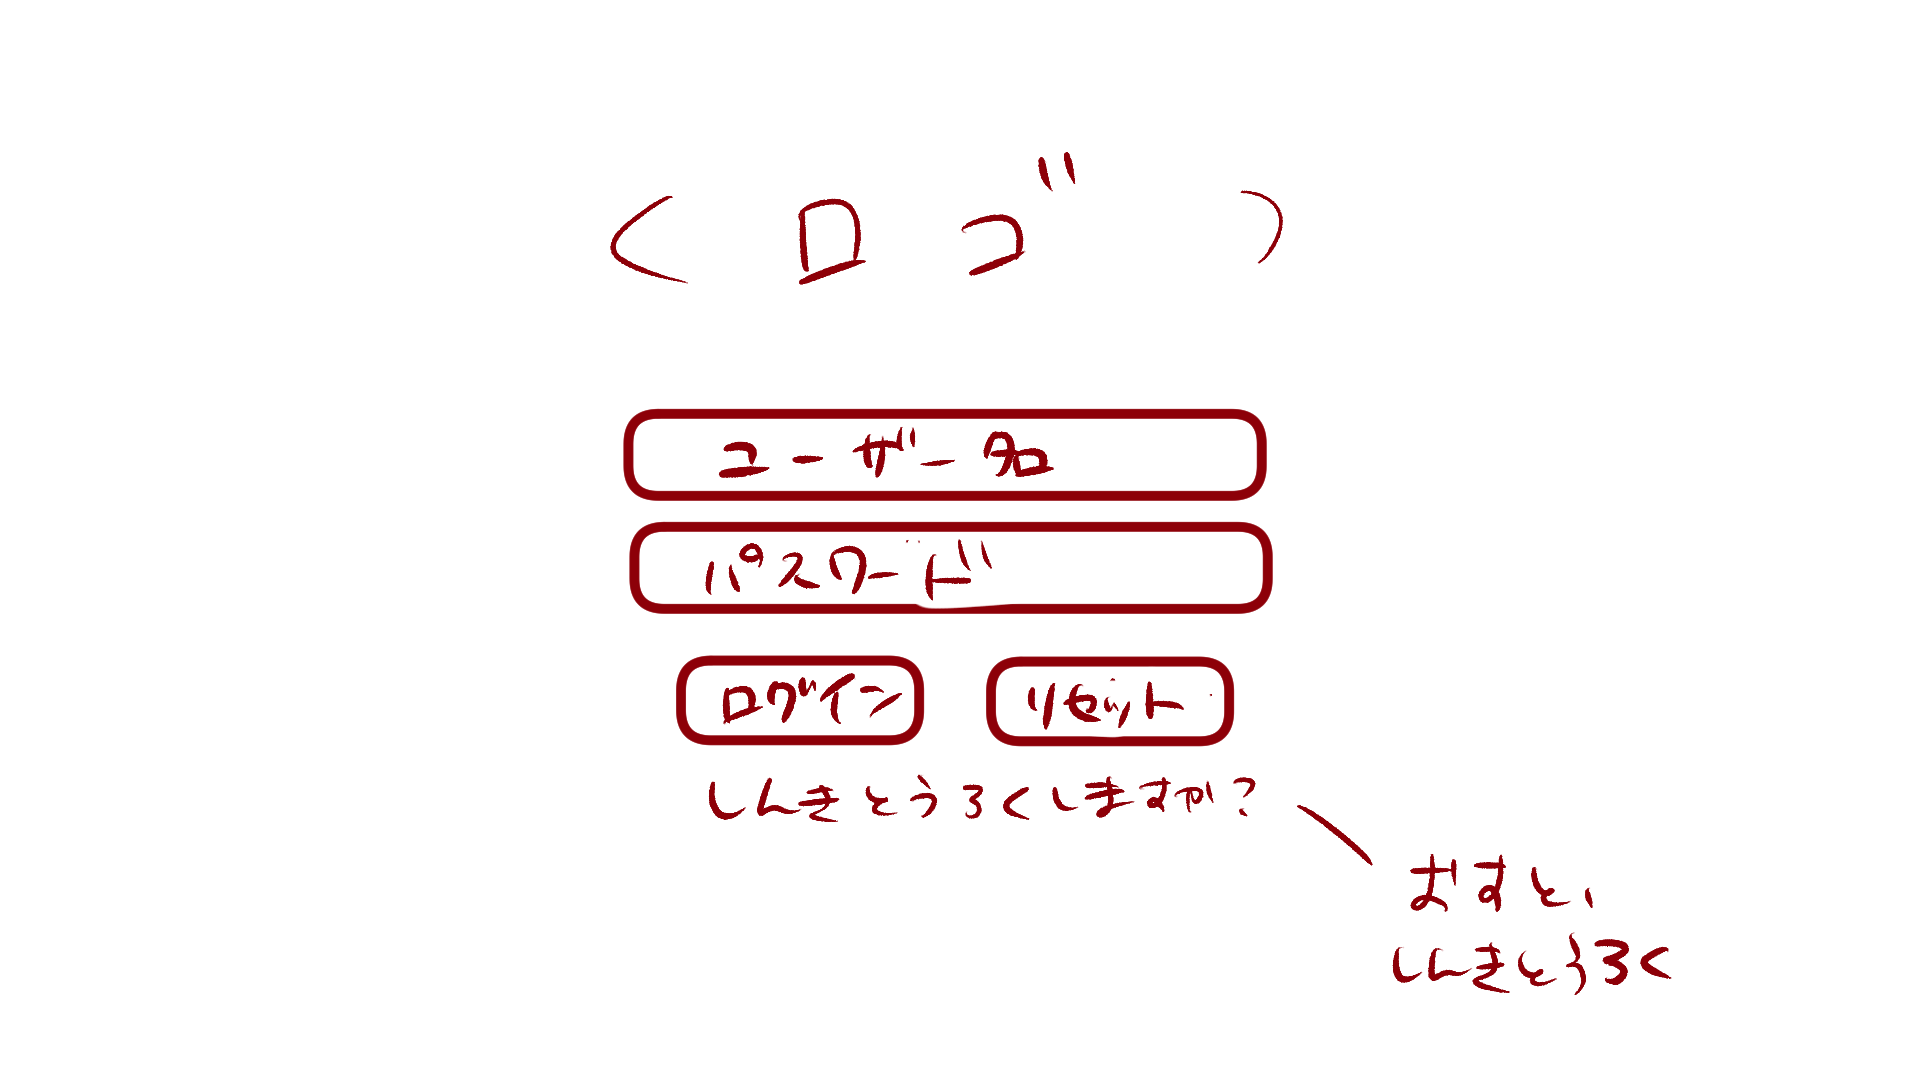 < ロゴ )
ユーザー名
パスワード
ログイン
リセット
しんきとうろくしますか?
おすと、
しんきとうろく